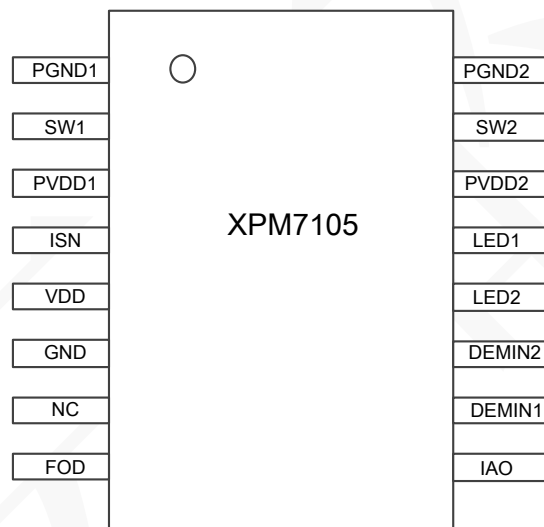 PGND1
PGND2
SW1
SW2
PVDD1
PVDD2
XPM7105
ISN
LED1
VDD
LED2
GND
DEMIN2
NC
DEMIN1
FOD
IAO